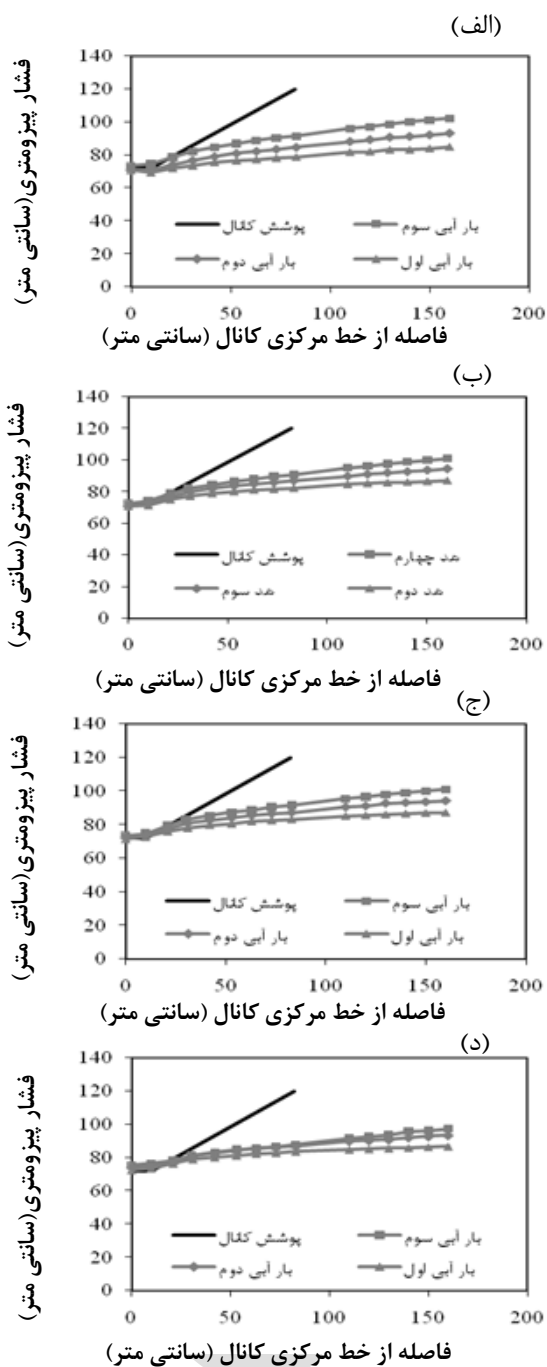 (الف)
فشار پیزومتری(سانتی متر)
140
120
100
80
60
40
20
0
پوشش کانال
بار آبی سوم
بار آبی دوم
بار آبی اول
0 50 100 150 200
فاصله از خط مرکزی کانال (سانتی متر)
(ب)
فشار پیزومتری(سانتی متر)
140
120
100
80
60
40
20
0
پوشش کانال
هد چهارم
هد سوم
هد دوم
0 50 100 150 200
فاصله از خط مرکزی کانال (سانتی متر)
(ج)
فشار پیزومتری(سانتی متر)
140
120
100
80
60
40
20
0
پوشش کانال
بار آبی سوم
بار آبی دوم
بار آبی اول
0 50 100 150 200
فاصله از خط مرکزی کانال (سانتی متر)
(د)
فشار پیزومتری(سانتی متر)
140
120
100
80
60
40
20
0
پوشش کانال
بار آبی سوم
بار آبی دوم
بار آبی اول
0 50 100 150 200
فاصله از خط مرکزی کانال (سانتی متر)